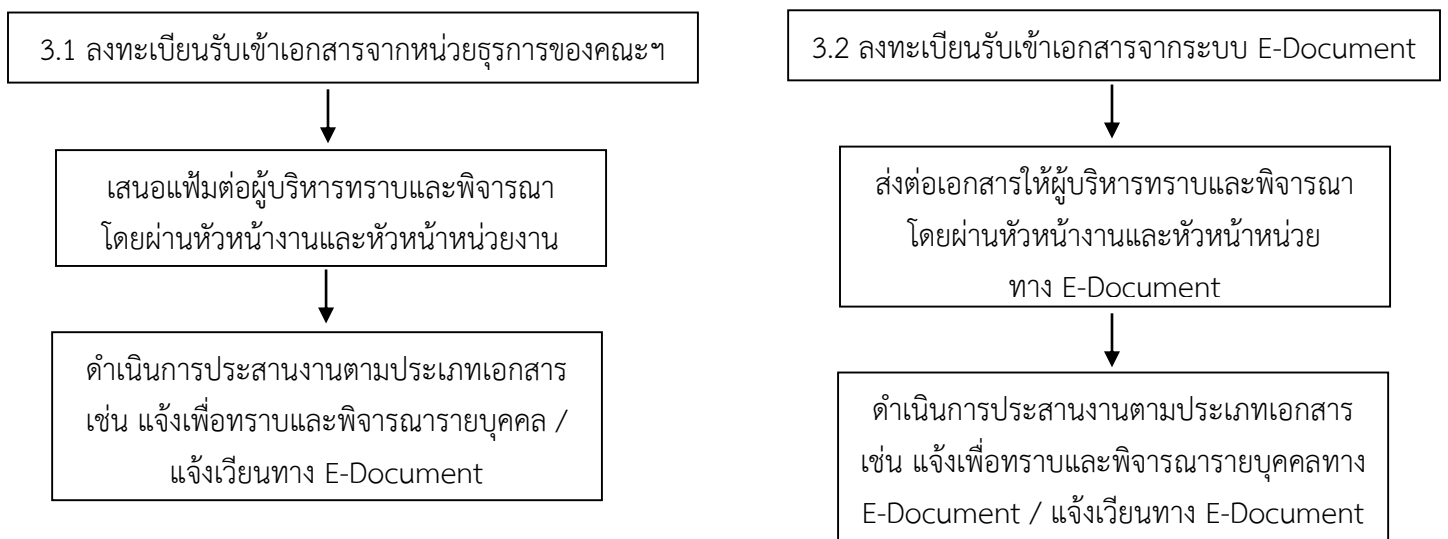 3.1 ลงทะเบียนรับเข้าเอกสารจากหน่วยธุรการของคณะฯ
เสนอแฟ้มต่อผู้บริหารทราบและพิจารณา
โดยผ่านหัวหน้างานและหัวหน้าหน่วยงาน
ดำเนินการประสานงานตามประเภทเอกสาร
เช่น แจ้งเพื่อทราบและพิจารณารายบุคคล /
แจ้งเวียนทาง E-Document
3.2 ลงทะเบียนรับเข้าเอกสารจากระบบ E-Document
ส่งต่อเอกสารให้ผู้บริหารทราบและพิจารณา
โดยผ่านหัวหน้างานและหัวหน้าหน่วย
ทาง E-Document
ดำเนินการประสานงานตามประเภทเอกสาร
เช่น แจ้งเพื่อทราบและพิจารณารายบุคคลทาง
E-Document / แจ้งเวียนทาง E-Document